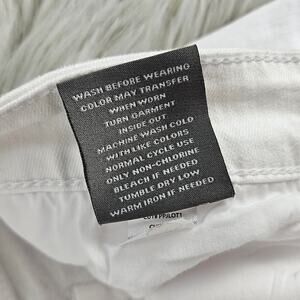 WASH BEFORE WEARING
COLOR MAY TRANSFER
WHEN WORN
TURN GARMENT
INSIDE OUT
MACHINE WASH COLD
WITH LIKE COLORS
NORMAL CYCLE USE
ONLY NON-CHLORINE
BLEACH IF NEEDED
TUMBLE DRY LOW
WARM IRON IF NEEDED